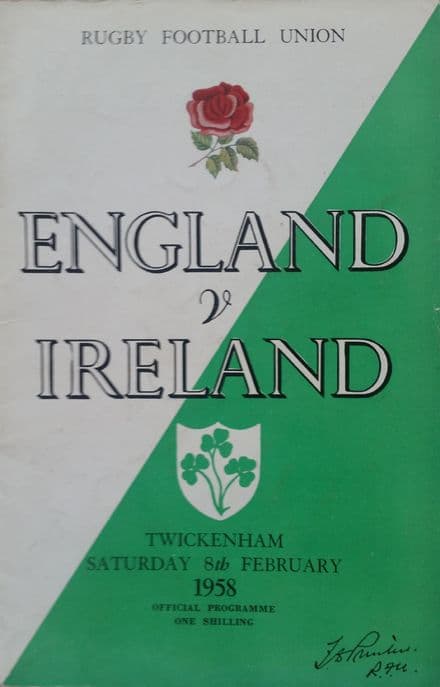 RUGBY FOOTBALL UNION
ENGLAND
v
IRELAND
TWICKENHAM
SATURDAY 8th FEBRUARY
1958
OFFICIAL PROGRAMME
ONE SHILLING
R.F.U.